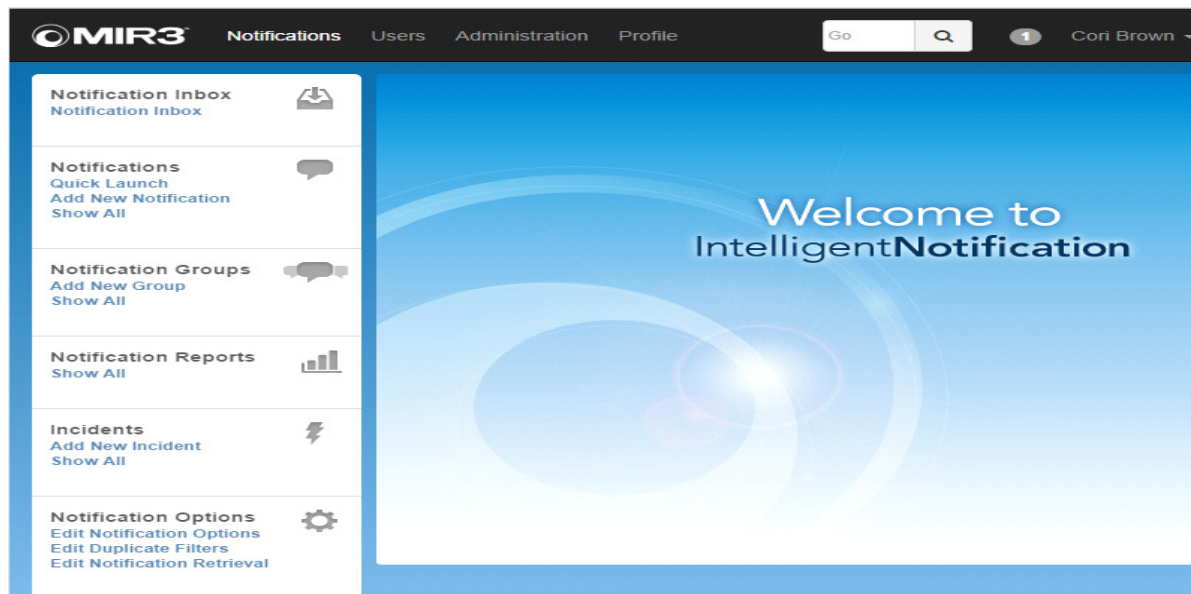 MIR3 Notifications Users Administration Profile Go 1 Cori Brown
Notification Inbox
Notification Inbox
Notifications
Quick Launch
Add New Notification
Show All
Notification Groups
Add New Group
Show All
Notification Reports
Show All
Incidents
Add New Incident
Show All
Notification Options
Edit Notification Options
Edit Duplicate Filters
Edit Notification Retrieval
Welcome to
IntelligentNotification